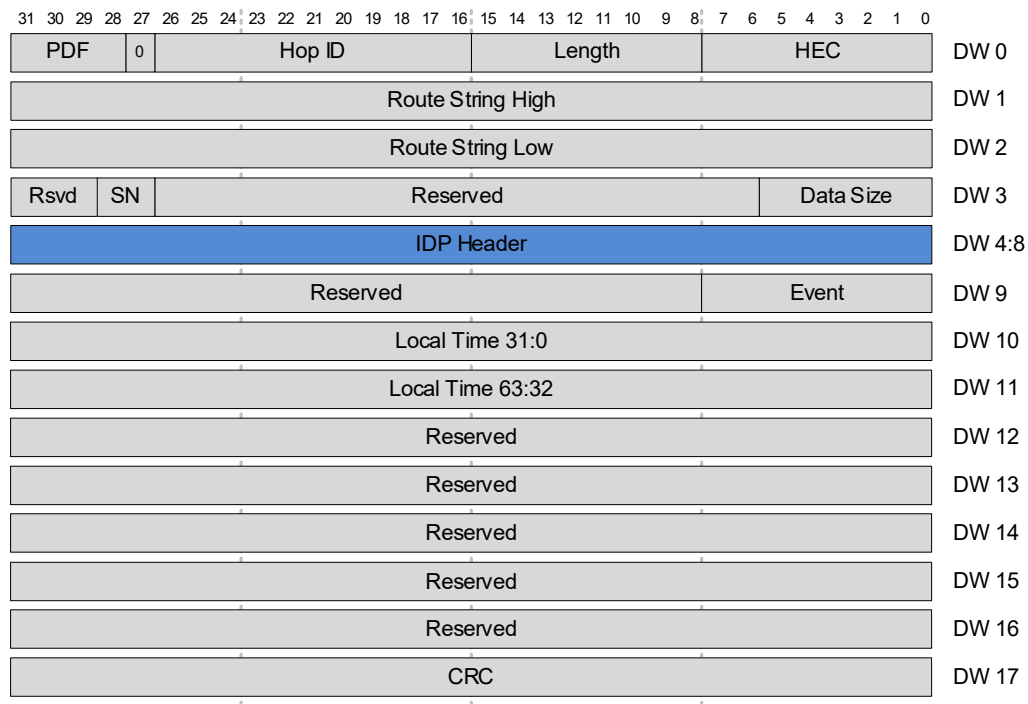 31 30 29 28 27 26 25 24 23 22 21 20 19 18 17 16 15 14 13 12 11 10 9 8 7 6 5 4 3 2 1 0
PDF 0 Hop ID Length HEC DW 0
Route String High DW 1
Route String Low DW 2
Rsvd SN Reserved Data Size DW 3
IDP Header DW 4:8
Reserved Event DW 9
Local Time 31:0 DW 10
Local Time 63:32 DW 11
Reserved DW 12
Reserved DW 13
Reserved DW 14
Reserved DW 15
Reserved DW 16
CRC DW 17